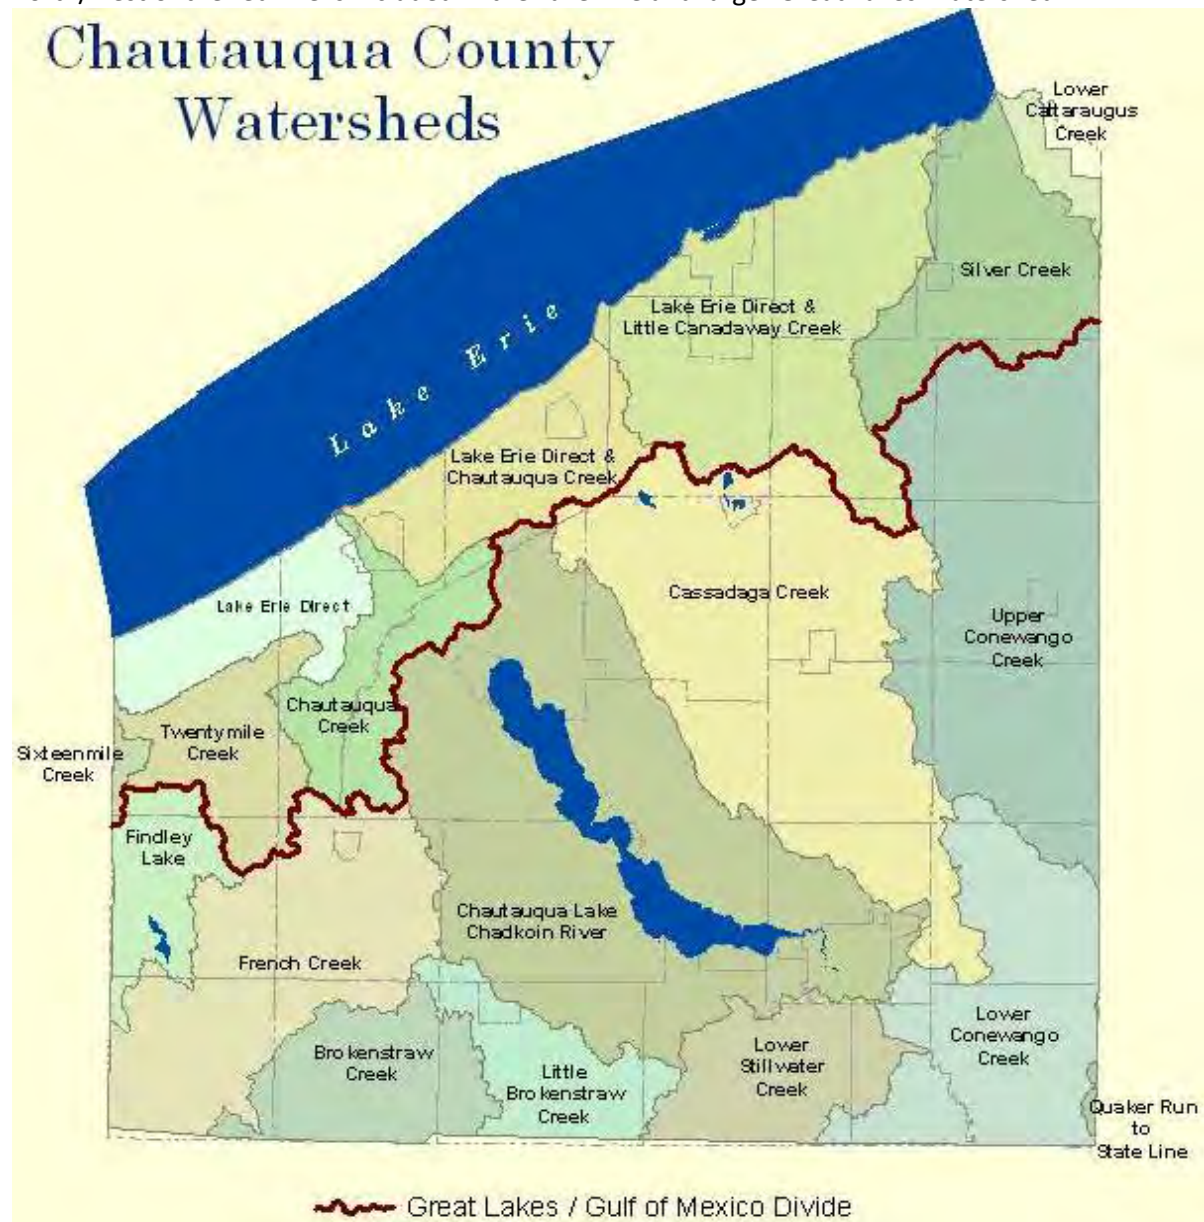 Chautauqua County
Watersheds
Lower
Cattaraugus
Creek
Silver Creek
Lake Erie Direct &
Little Canadaway Creek
Lake Erie
Lake Erie Direct &
Chautauqua Creek
Lake Erie Direct
Cassadaga Creek
Upper
Conewango
Creek
Chautauqua
Creek
Twentymile
Creek
Sixteenmile
Creek
Findley
Lake
Chautauqua Lake
Chadkoin River
French Creek
Brokenstraw
Creek
Little
Brokenstraw
Creek
Lower
Stillwater
Creek
Lower
Conewango
Creek
Quaker Run
to
State Line
Great Lakes / Gulf of Mexico Divide